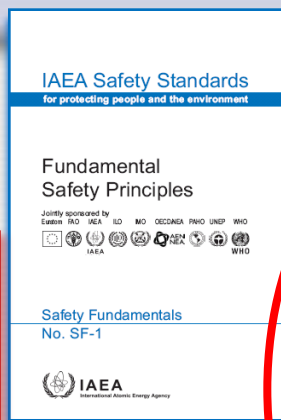 IAEA Safety Standards
for protecting people and the environment
Fundamental
Safety Principles
Jointly sponsored by
Euratom FAO IAEA ILO IMO OECD/NEA PAHO UNEP WHO
AEN
NEA
IAEA
WHO
Safety Fundamentals
No. SF-1
IAEA
International Atomic Energy Agency